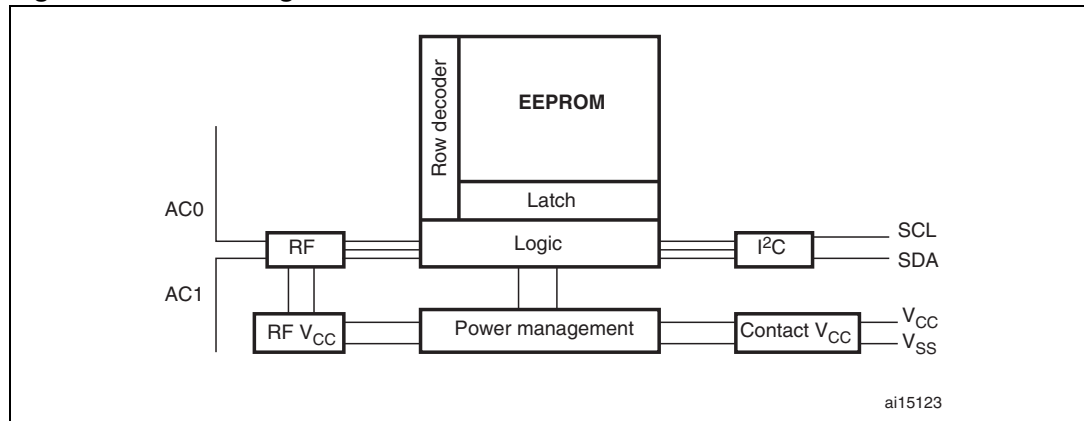 Row decoder
EEPROM
Latch
AC0
RF
Logic
I²C
SCL
SDA
AC1
RF VCC
Power management
Contact VCC
VCC
VSS
ai15123